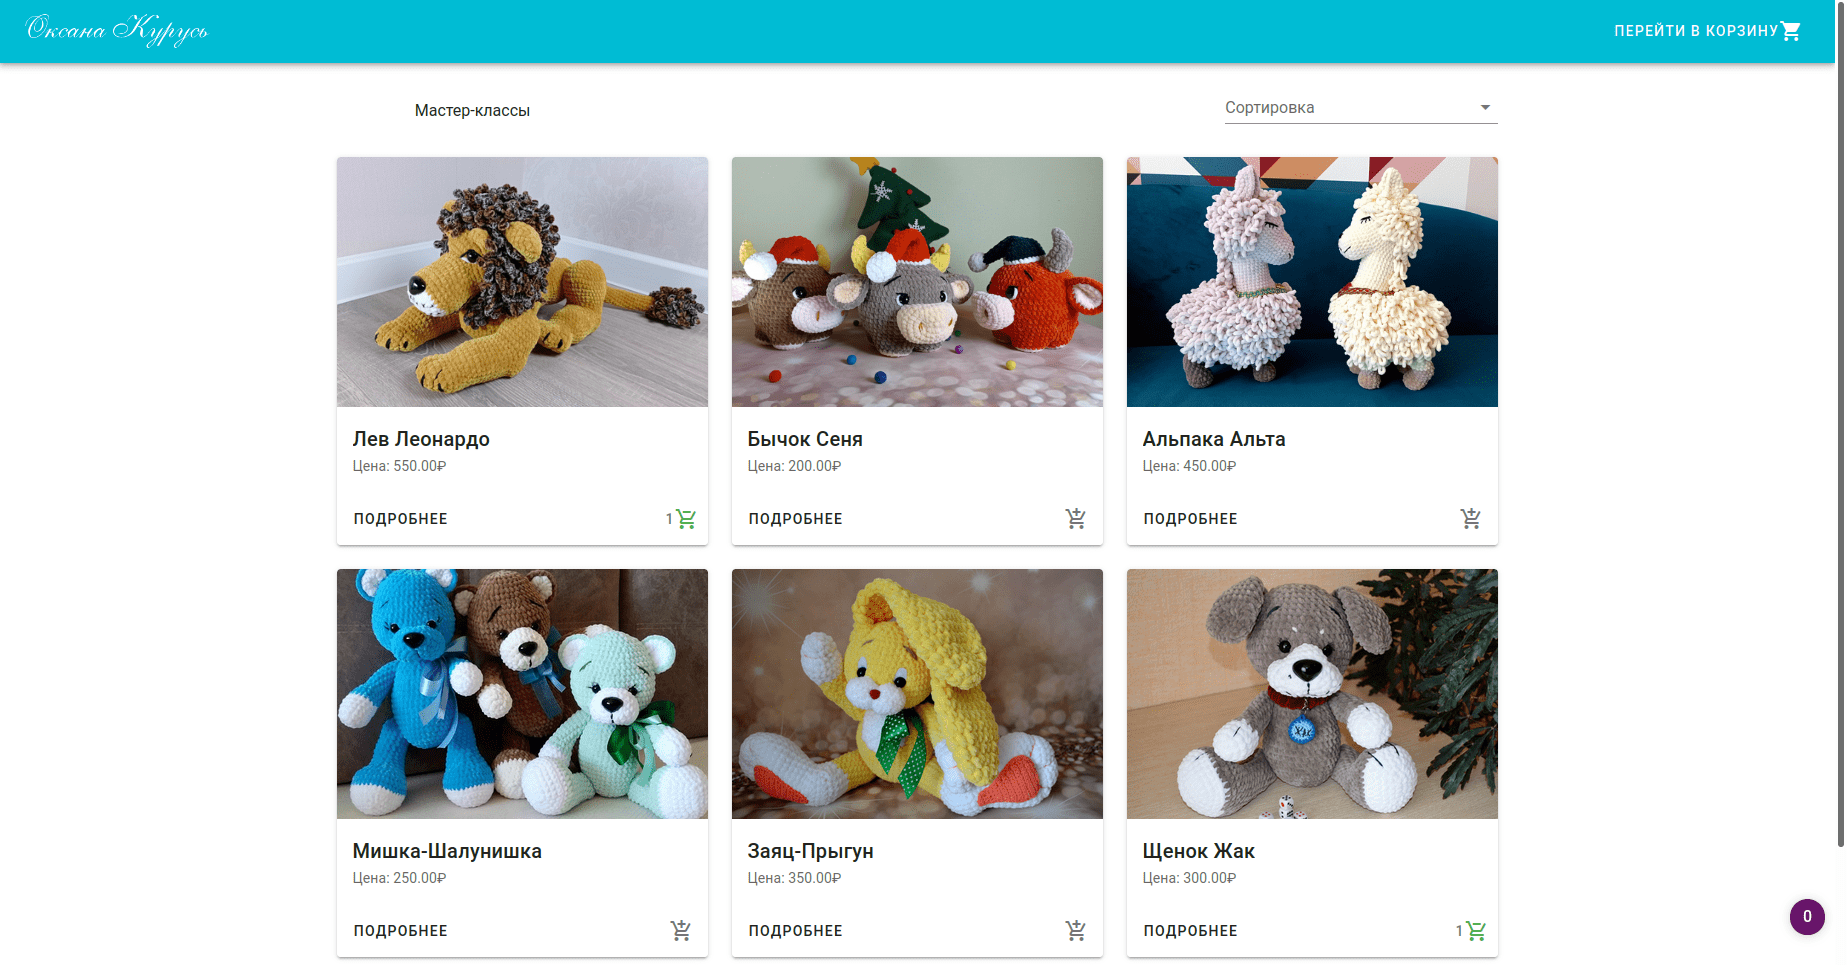 Оксана Курусь
ПЕРЕЙТИ В КОРЗИНУ
Мастер-классы
Сортировка
Лев Леонардо
Цена: 550.00₽
ПОДРОБНЕЕ
1
Бычок Сеня
Цена: 200.00₽
ПОДРОБНЕЕ
Альпака Альта
Цена: 450.00₽
ПОДРОБНЕЕ
Мишка-Шалунишка
Цена: 250.00₽
ПОДРОБНЕЕ
Заяц-Прыгун
Цена: 350.00₽
ПОДРОБНЕЕ
Щенок Жак
Цена: 300.00₽
ПОДРОБНЕЕ
1
0